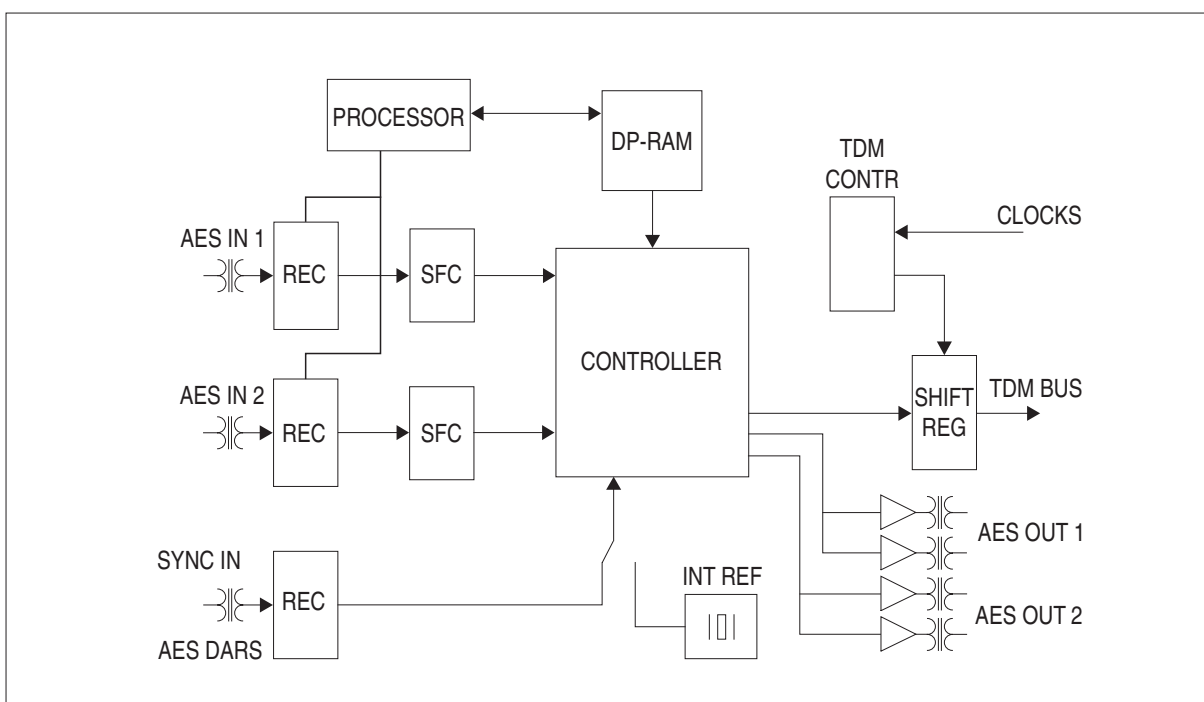 PROCESSOR
DP-RAM
TDM
CONTR
CLOCKS
AES IN 1
REC
SFC
CONTROLLER
AES IN 2
REC
SFC
SHIFT
REG
TDM BUS
SYNC IN
REC
AES DARS
INT REF
AES OUT 1
AES OUT 2